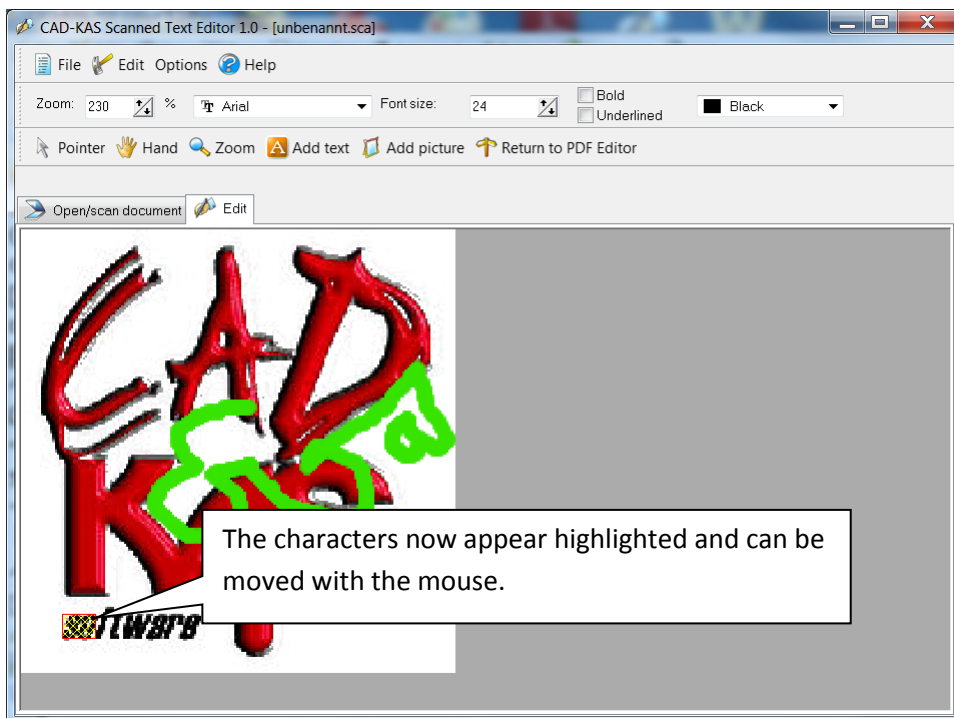 CAD-KAS Scanned Text Editor 1.0 - [unbenannt.sca]
File Edit Options Help
Zoom: 230 % Arial Font size: 24 Bold Underlined Black
Pointer Hand Zoom Add text Add picture Return to PDF Editor
Open/scan document Edit
CAD
The characters now appear highlighted and can be
moved with the mouse.
ftware